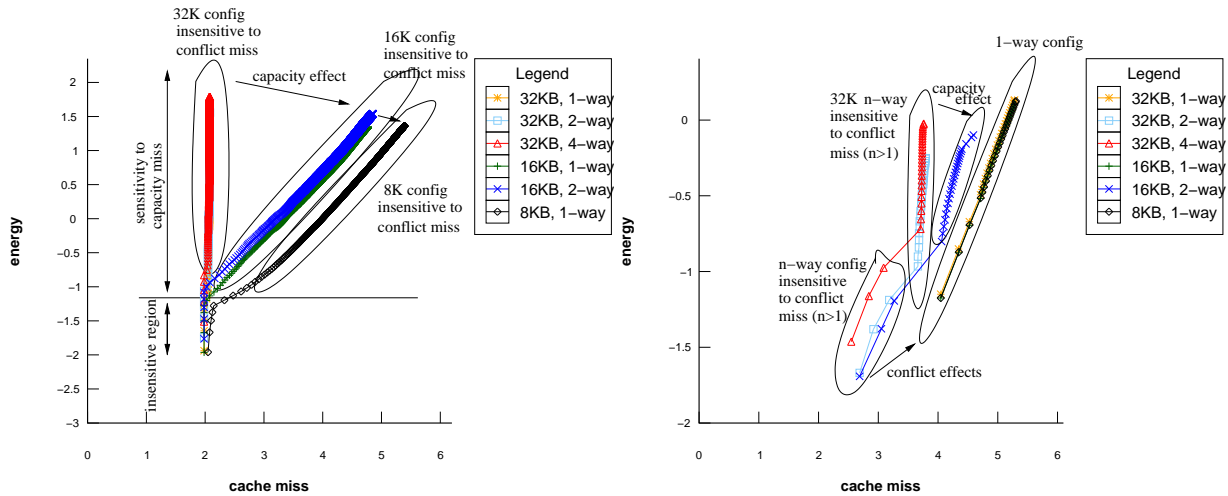 32K config
insensitive to
conflict miss
16K config
insensitive to
conflict miss
capacity effect
8K config
insensitive to
conflict miss
sensitivity to
capacity miss
insensitive region
energy
2
1
0
−1
−2
−3
1.5
0.5
−0.5
−1.5
−2.5
0
1
2
3
4
5
6
cache miss
Legend
32KB, 1−way
32KB, 2−way
32KB, 4−way
16KB, 1−way
16KB, 2−way
8KB, 1−way
1−way config
32K n−way
insensitive
to conflict
miss (n>1)
capacity
effect
n−way config
insensitive
to conflict
miss (n>1)
conflict effects
energy
0
−0.5
−1
−1.5
−2
0
1
2
3
4
5
6
cache miss
Legend
32KB, 1−way
32KB, 2−way
32KB, 4−way
16KB, 1−way
16KB, 2−way
8KB, 1−way